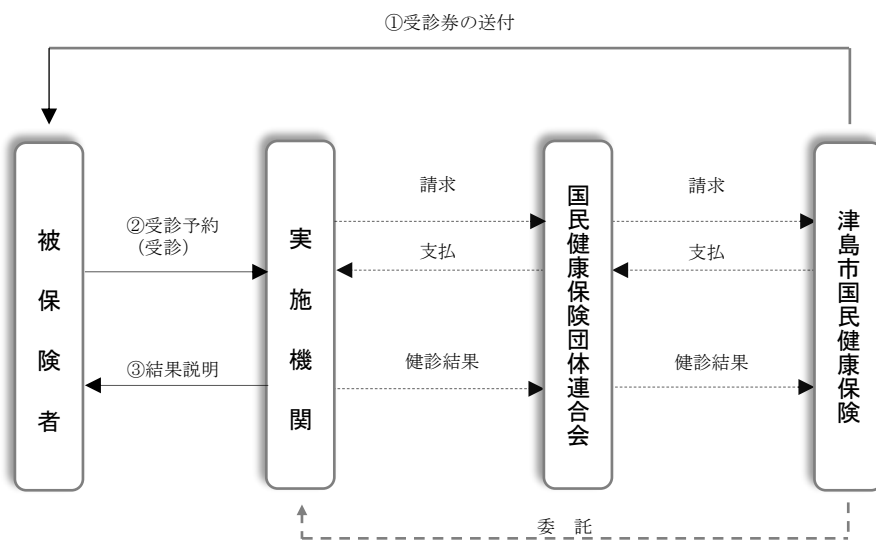 ①受診券の送付
被保険者
②受診予約
(受診)
③結果説明
実施機関
請求
支払
健診結果
国民健康保険団体連合会
請求
支払
健診結果
津島市国民健康保険
委 託